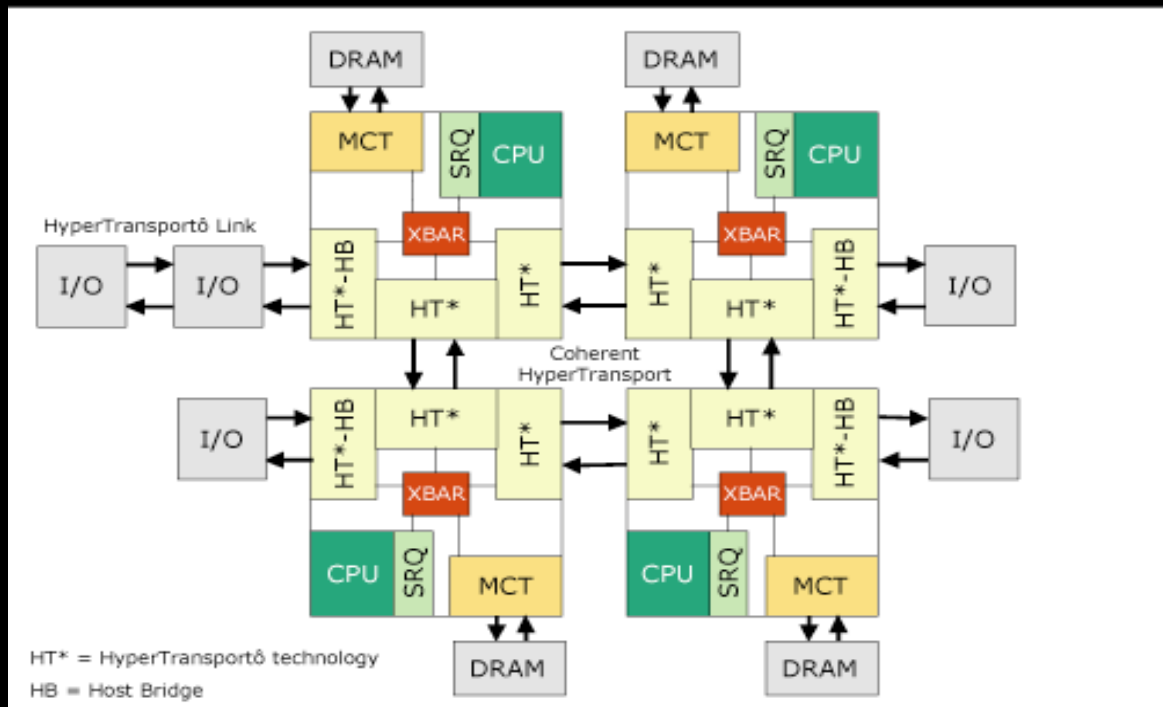 DRAM
DRAM
MCT
SRQ
CPU
MCT
SRQ
CPU
HyperTransportô Link
XBAR
XBAR
I/O
I/O
HT*-HB
HT*
HT*
HT*
HT*
HT*-HB
I/O
Coherent
HyperTransport
I/O
HT*-HB
HT*
HT*
HT*
HT*
HT*-HB
I/O
XBAR
XBAR
CPU
SRQ
MCT
CPU
SRQ
MCT
DRAM
DRAM
HT* = HyperTransportô technology
HB = Host Bridge